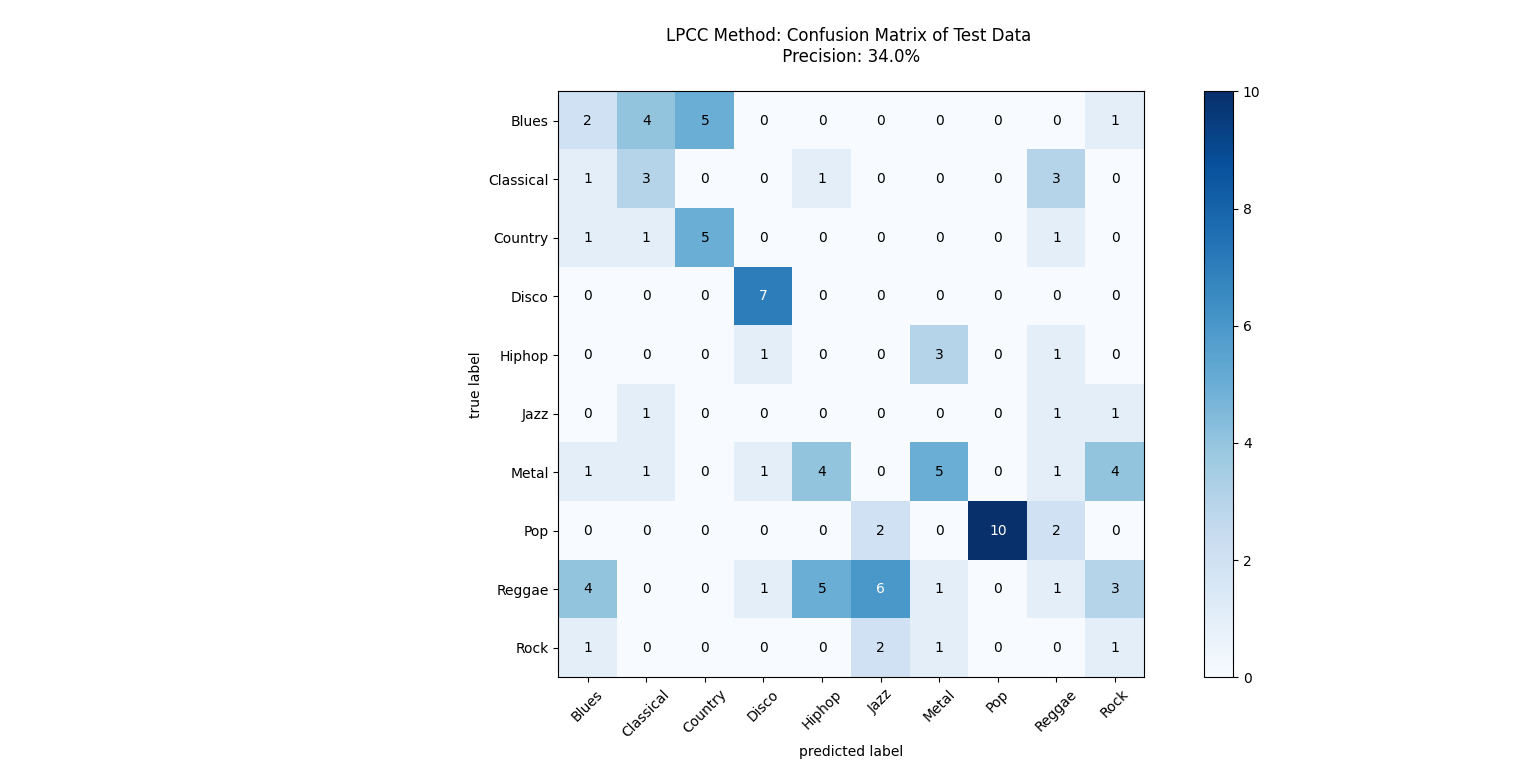 LPCC Method: Confusion Matrix of Test Data
Precision: 34.0%
Blues 2 4 5 0 0 0 0 0 0 1
Classical 1 3 0 0 1 0 0 0 3 0
Country 1 1 5 0 0 0 0 0 1 0
Disco 0 0 0 7 0 0 0 0 0 0
Hiphop 0 0 0 1 0 0 3 0 1 0
Jazz 0 1 0 0 0 0 0 0 1 1
Metal 1 1 0 1 4 0 5 0 1 4
Pop 0 0 0 0 0 2 0 10 2 0
Reggae 4 0 0 1 5 6 1 0 1 3
Rock 1 0 0 0 0 2 1 0 0 1
true label
Blues Classical Country Disco Hiphop Jazz Metal Pop Reggae Rock
predicted label
10
8
6
4
2
0